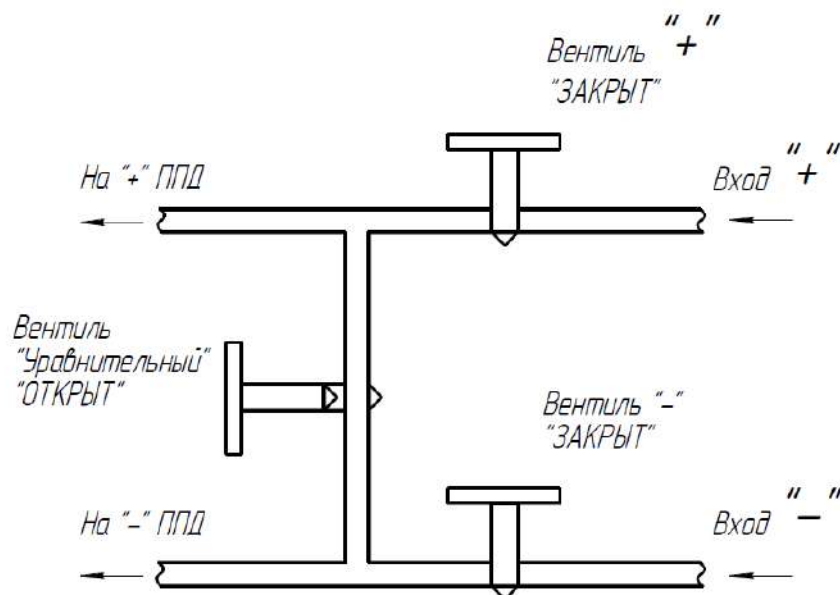 Вентиль "+"
"ЗАКРЫТ"
На "+" ППД
Вход "+"
Вентиль
"Уравнительный"
"ОТКРЫТ"
Вентиль "-"
"ЗАКРЫТ"
На "-" ППД
Вход "-"